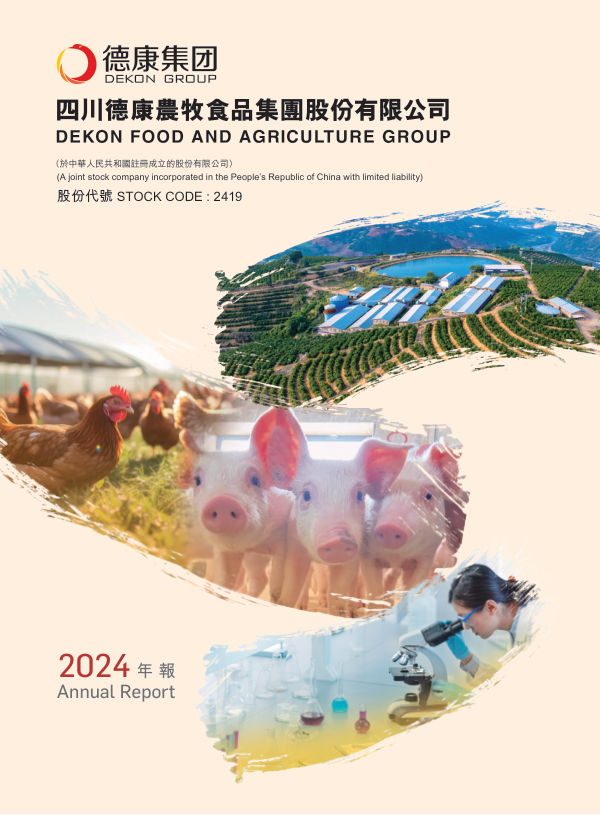 德康集团
DEKON GROUP
四川德康農牧食品集團股份有限公司
DEKON FOOD AND AGRICULTURE GROUP
（於中華人民共和國註冊成立的股份有限公司）
(A joint stock company incorporated in the People's Republic of China with limited liability)
股份代號 STOCK CODE : 2419
2024 年 報
Annual Report